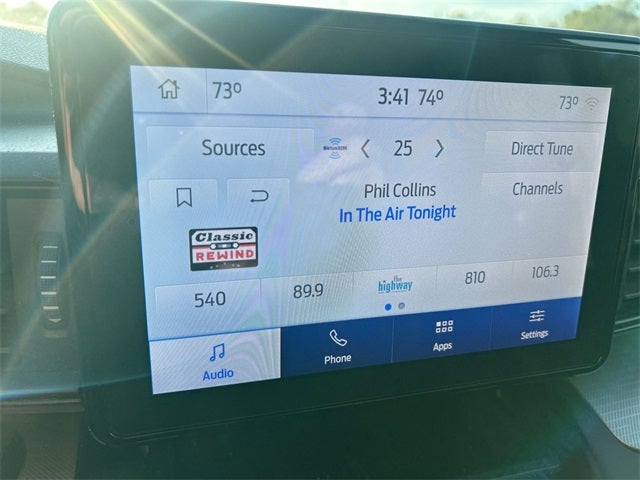 73° 3:41 74° 73°
Sources SiriusXM 25 Direct Tune
Phil Collins Channels
In The Air Tonight
Classic
REWIND
540 89.9 the highway 810 106.3
Audio Phone Apps Settings